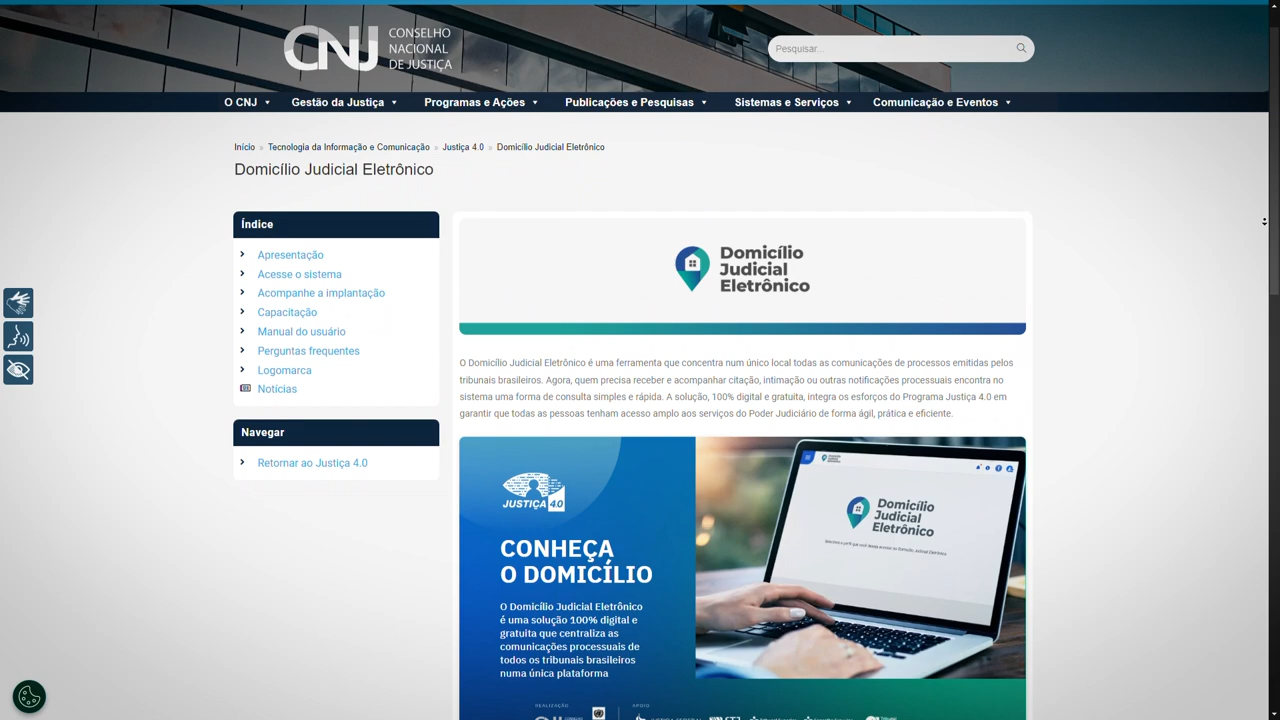 CNJ CONSELHO
NACIONAL
DE JUSTIÇA
Pesquisar...
O CNJ
Gestão da Justiça
Programas e Ações
Publicações e Pesquisas
Sistemas e Serviços
Comunicação e Eventos
Início » Tecnologia da Informação e Comunicação » Justiça 4.0 » Domicílio Judicial Eletrônico
Domicílio Judicial Eletrônico
Índice
Apresentação
Acesse o sistema
Acompanhe a implantação
Capacitação
Manual do usuário
Perguntas frequentes
Logomarca
Notícias
Navegar
Retornar ao Justiça 4.0
Domicílio
Judicial
Eletrônico
O Domicílio Judicial Eletrônico é uma ferramenta que concentra num único local todas as comunicações de processos emitidas pelos
tribunais brasileiros. Agora, quem precisa receber e acompanhar citação, intimação ou outras notificações processuais encontra no
sistema uma forma de consulta simples e rápida. A solução, 100% digital e gratuita, integra os esforços do Programa Justiça 4.0 em
garantir que todas as pessoas tenham acesso amplo aos serviços do Poder Judiciário de forma ágil, prática e eficiente.
JUSTIÇA 4.0
CONHEÇA
O DOMICÍLIO
O Domicílio Judicial Eletrônico
é uma solução 100% digital e
gratuita que centraliza as
comunicações processuais de
todos os tribunais brasileiros
numa única plataforma
Domicílio
Judicial
Eletrônico
REALIZAÇÃO
APOIO